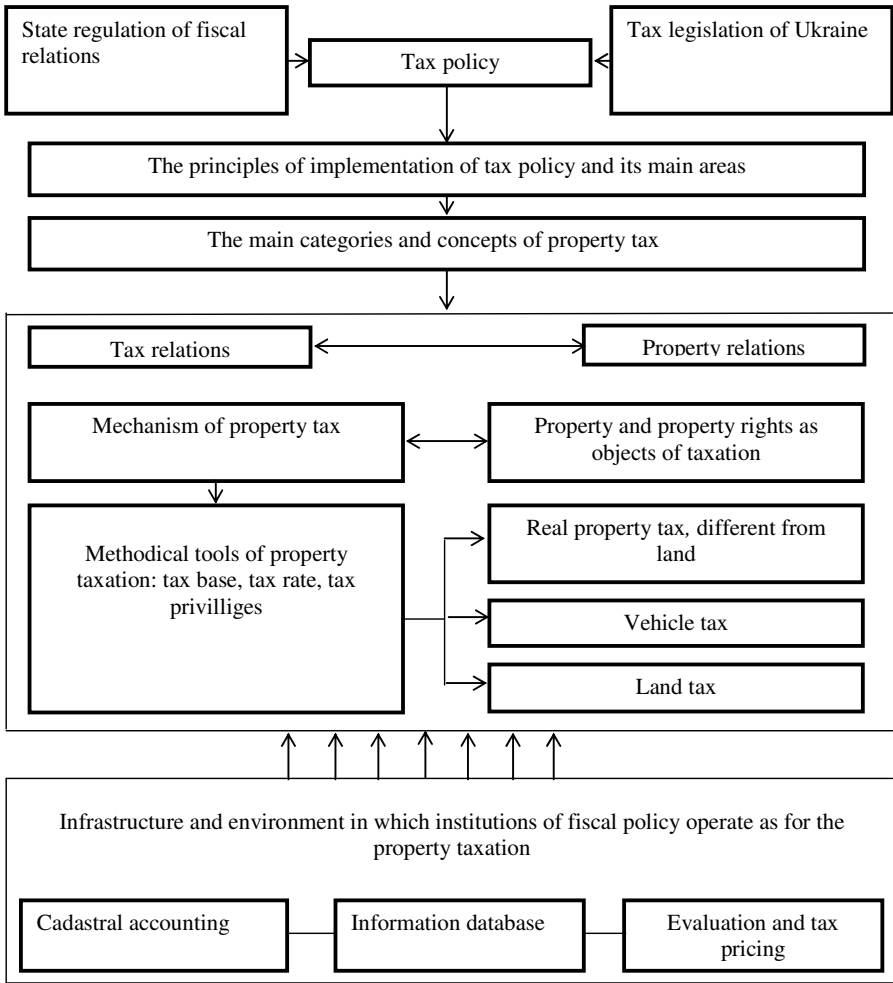 State regulation of fiscal
relations
Tax policy
Tax legislation of Ukraine
The principles of implementation of tax policy and its main areas
The main categories and concepts of property tax
Tax relations
Property relations
Mechanism of property tax
Property and property rights as
objects of taxation
Methodical tools of property
taxation: tax base, tax rate, tax
privilliges
Real property tax, different from
land
Vehicle tax
Land tax
Infrastructure and environment in which institutions of fiscal policy operate as for the
property taxation
Cadastral accounting
Information database
Evaluation and tax
pricing